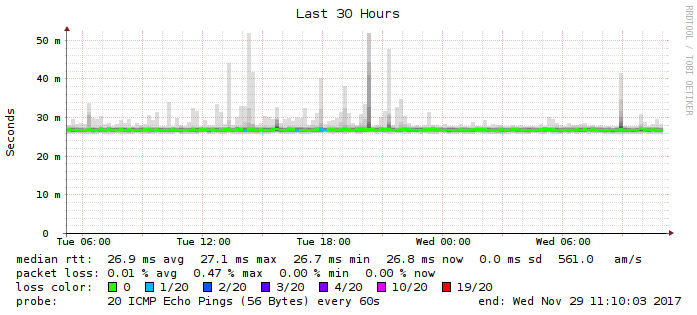 Last 30 Hours
RRDTOOL / TOBI OETIKER
Seconds
50 m
40 m
30 m
20 m
10 m
0
Tue 06:00 Tue 12:00 Tue 18:00 Wed 00:00 Wed 06:00
median rtt: 26.9 ms avg 27.1 ms max 26.7 ms min 26.8 ms now 0.0 ms sd 561.0 am/s
packet loss: 0.01 % avg 0.47 % max 0.00 % min 0.00 % now
loss color: 0 1/20 2/20 3/20 4/20 10/20 19/20
probe: 20 ICMP Echo Pings (56 Bytes) every 60s end: Wed Nov 29 11:10:03 2017